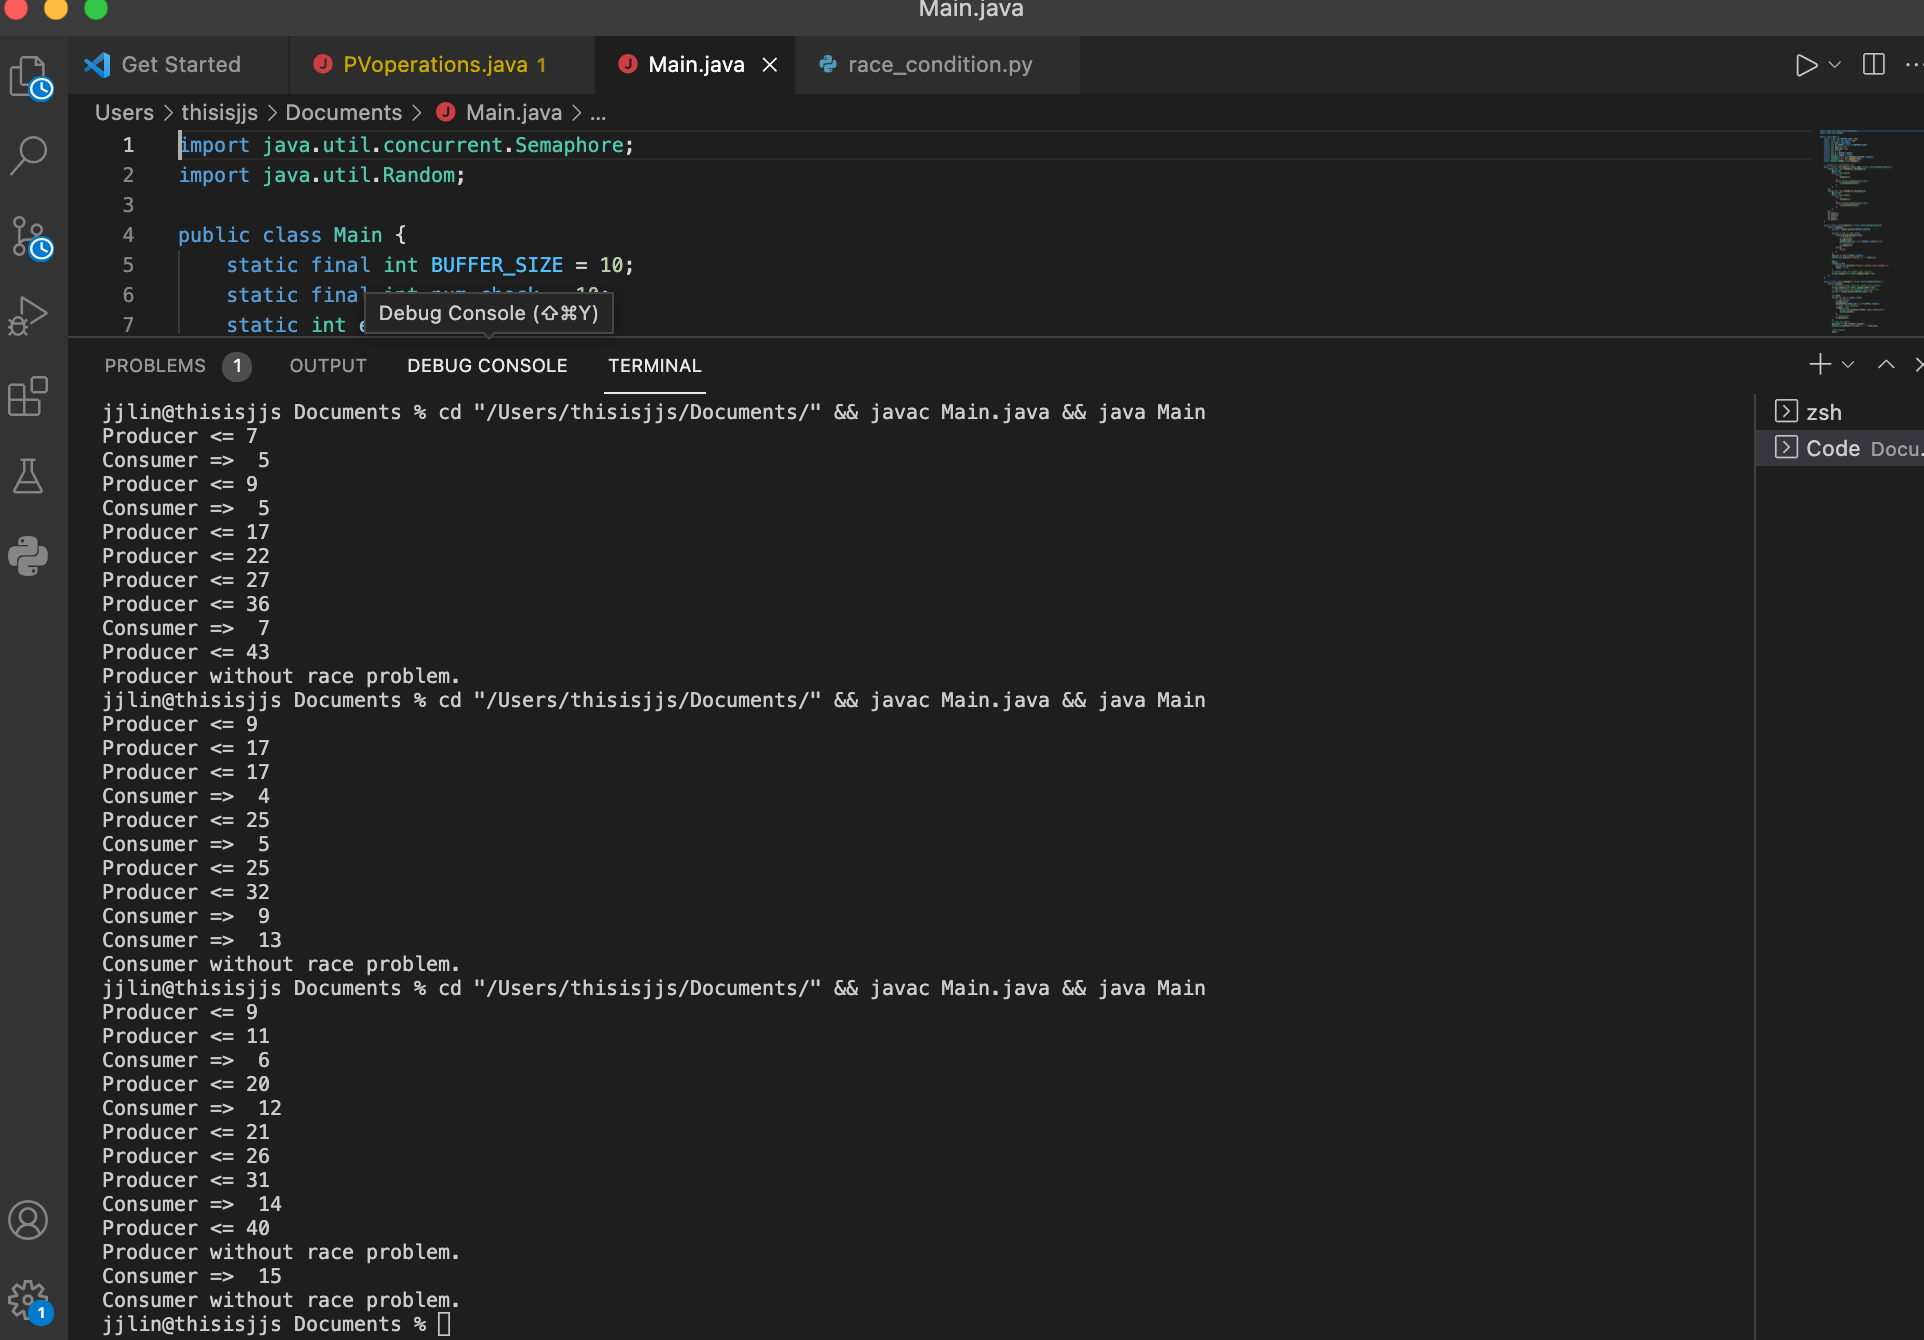 Main.java
Get Started
PVoperations.java 1
Main.java
race_condition.py
Users > thisisjjs > Documents > Main.java > ...
1 import java.util.concurrent.Semaphore;
2 import java.util.Random;
3
4 public class Main {
5 static final int BUFFER_SIZE = 10;
6 static final int num_check = 10;
7 static int
Debug Console (⇧⌘Y)
PROBLEMS 1 OUTPUT DEBUG CONSOLE TERMINAL
jjlin@thisisjjs Documents % cd "/Users/thisisjjs/Documents/" && javac Main.java && java Main
Producer <= 7
Consumer =>  5
Producer <= 9
Consumer =>  5
Producer <= 17
Producer <= 22
Producer <= 27
Producer <= 36
Consumer =>  7
Producer <= 43
Producer without race problem.
jjlin@thisisjjs Documents % cd "/Users/thisisjjs/Documents/" && javac Main.java && java Main
Producer <= 9
Producer <= 17
Producer <= 17
Consumer =>  4
Producer <= 25
Consumer =>  5
Producer <= 25
Producer <= 32
Consumer =>  9
Consumer =>  13
Consumer without race problem.
jjlin@thisisjjs Documents % cd "/Users/thisisjjs/Documents/" && javac Main.java && java Main
Producer <= 9
Producer <= 11
Consumer =>  6
Producer <= 20
Consumer =>  12
Producer <= 21
Producer <= 26
Producer <= 31
Consumer =>  14
Producer <= 40
Producer without race problem.
Consumer =>  15
Consumer without race problem.
jjlin@thisisjjs Documents %
zsh
Code Docu...
1